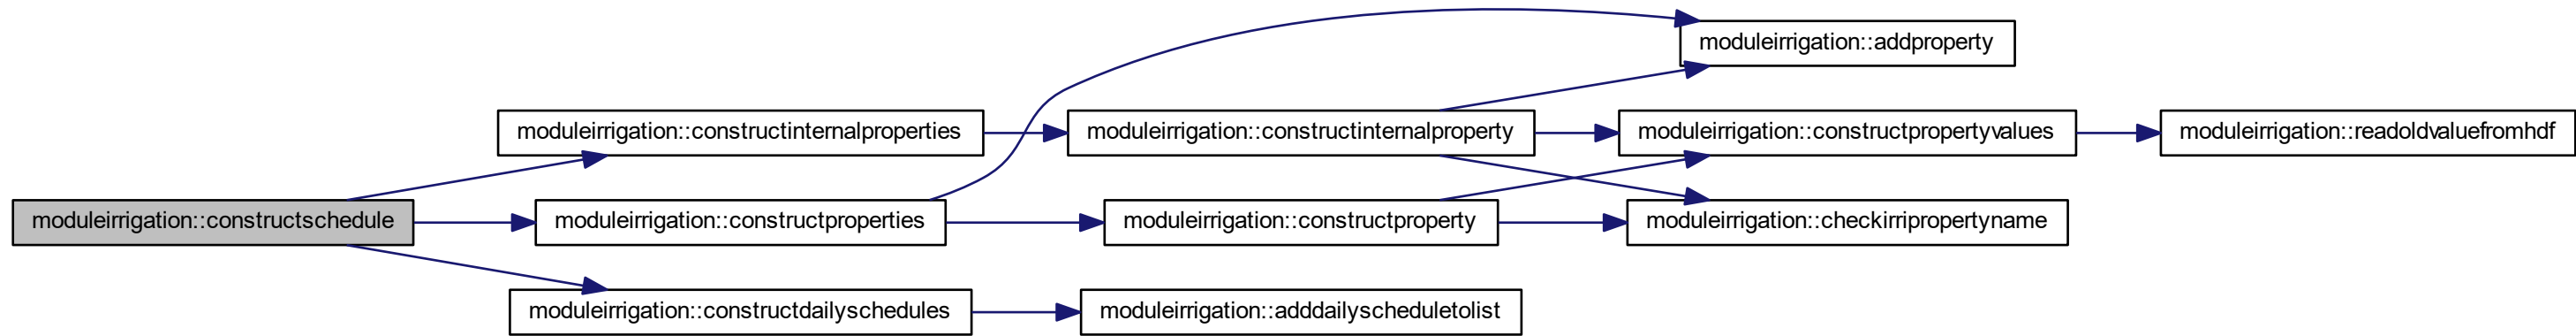 moduleirrigation::addproperty
moduleirrigation::constructinternalproperties
moduleirrigation::constructinternalproperty
moduleirrigation::constructpropertyvalues
moduleirrigation::readoldvaluefromhdf
moduleirrigation::constructschedule
moduleirrigation::constructproperties
moduleirrigation::constructproperty
moduleirrigation::checkirripropertyname
moduleirrigation::constructdailyschedules
moduleirrigation::adddailyscheduletolist